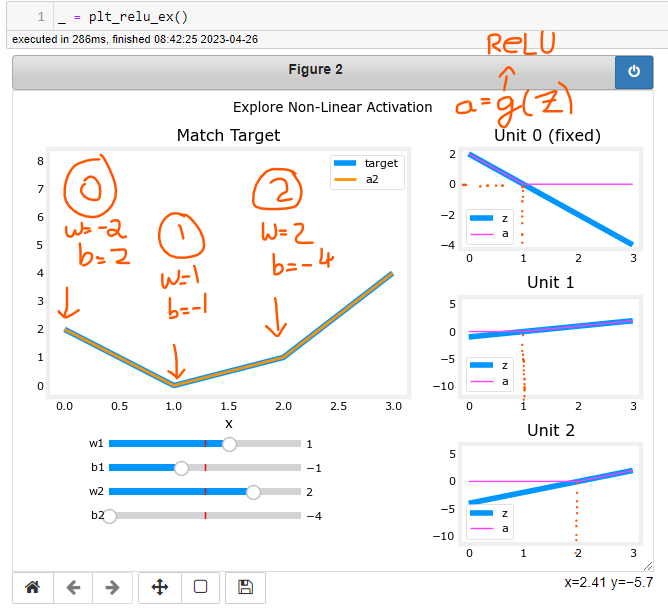 1 _ = plt_relu_ex()
executed in 286ms, finished 08:42:25 2023-04-26
Figure 2
ReLU
Explore Non-Linear Activation
a=g(Z)
Match Target
8
7
6
5
4
3
2
1
0
target
a2
0
w=-2
b=2
1
w=1
b=-1
2
w=2
b=-4
0.0 0.5 1.0 1.5 2.0 2.5 3.0
x
w1 1
b1 −1
w2 2
b2 −4
Unit 0 (fixed)
2
0
−2
−4
z
a
0 1 2 3
Unit 1
5
0
−5
−10
z
a
0 1 2 3
Unit 2
5
0
−5
−10
z
a
0 1 2 3
x=2.41 y=−5.7